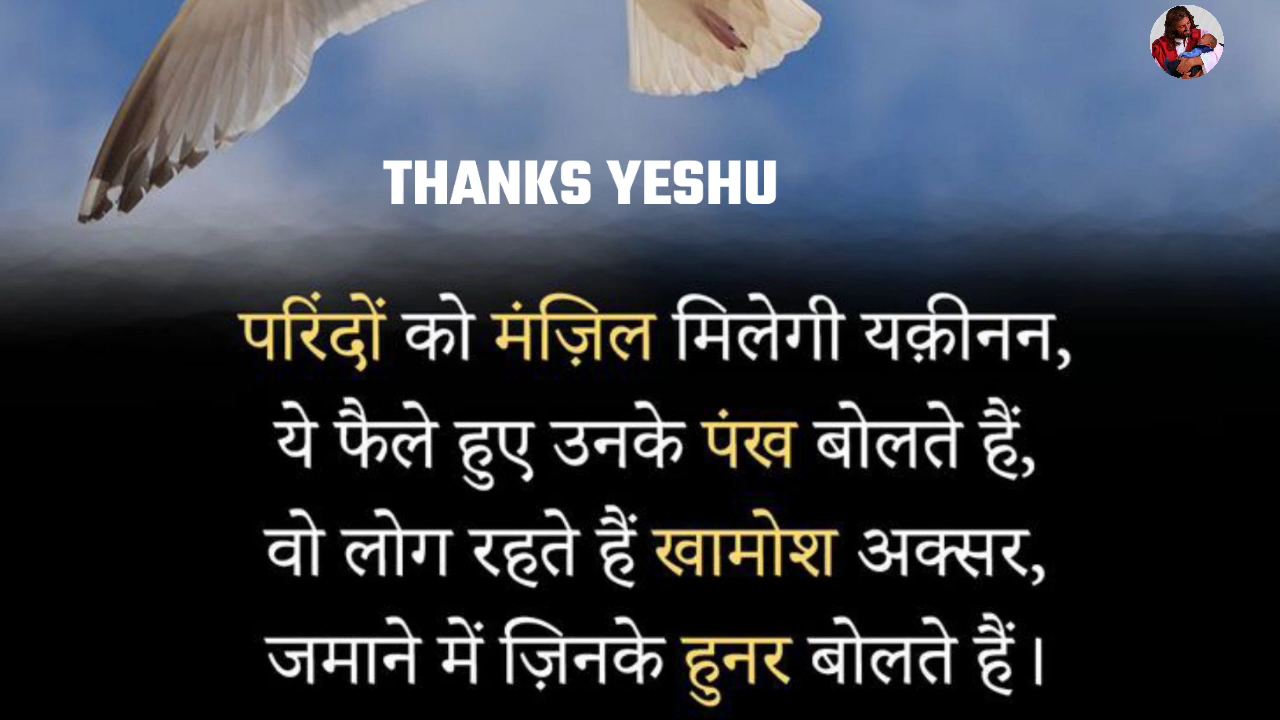 THANKS YESHU
परिंदों को मंज़िल मिलेगी यक़ीनन,
ये फैले हुए उनके पंख बोलते हैं,
वो लोग रहते हैं खामोश अक्सर,
जमाने में ज़िनके हुनर बोलते हैं।